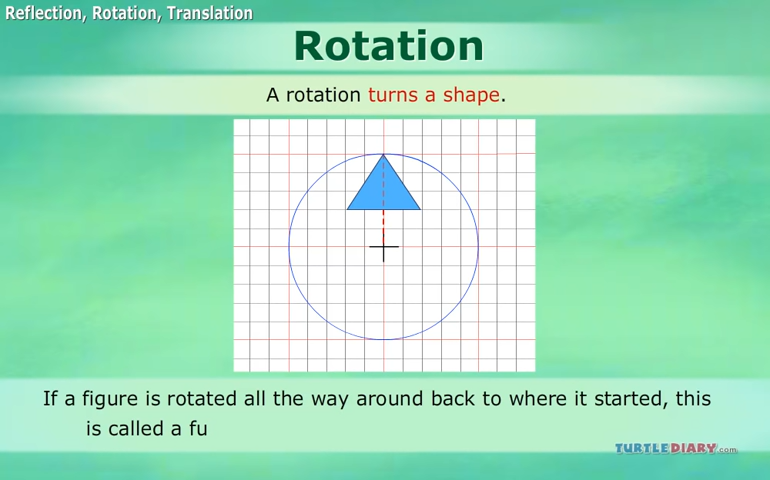 Reflection, Rotation, Translation
Rotation
A rotation turns a shape.
If a figure is rotated all the way around back to where it started, this
is called a fu
TURTLEDIARY.com